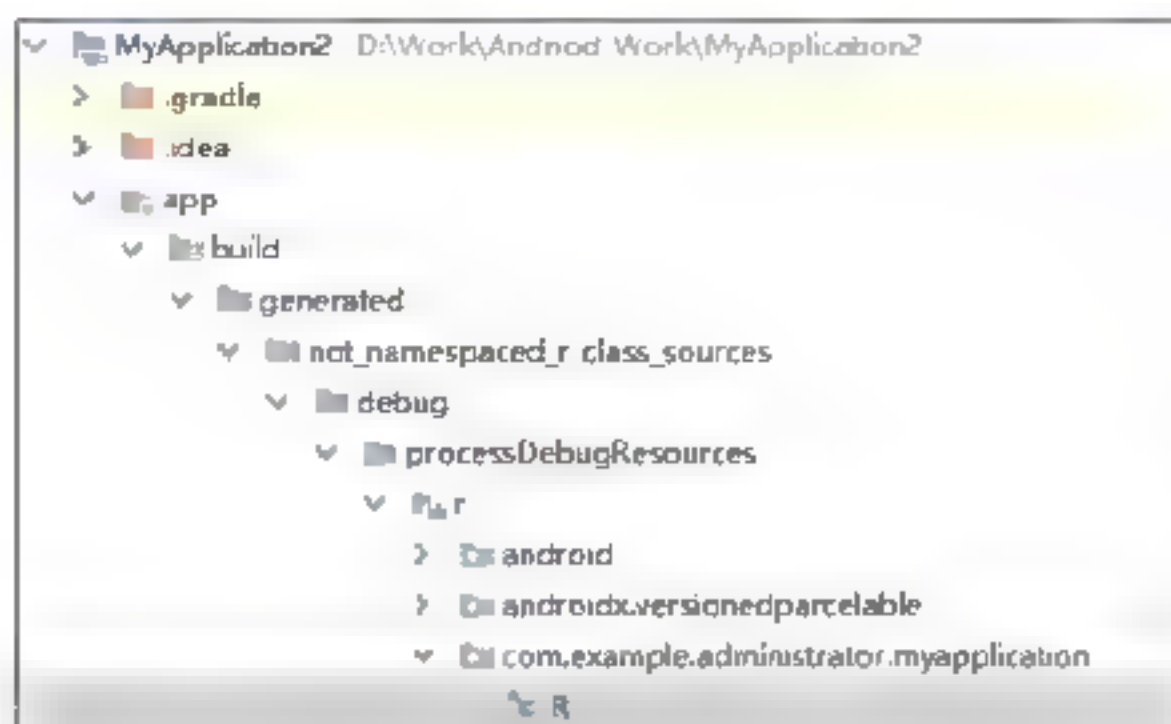 MyApplication2 D:\Work\Andriod Work\MyApplication2
.gradle
.idea
app
build
generated
not_namespaced_r_class_sources
debug
processDebugResources
r
android
androidx.versionedparcelable
com.example.administrator.myapplication
R